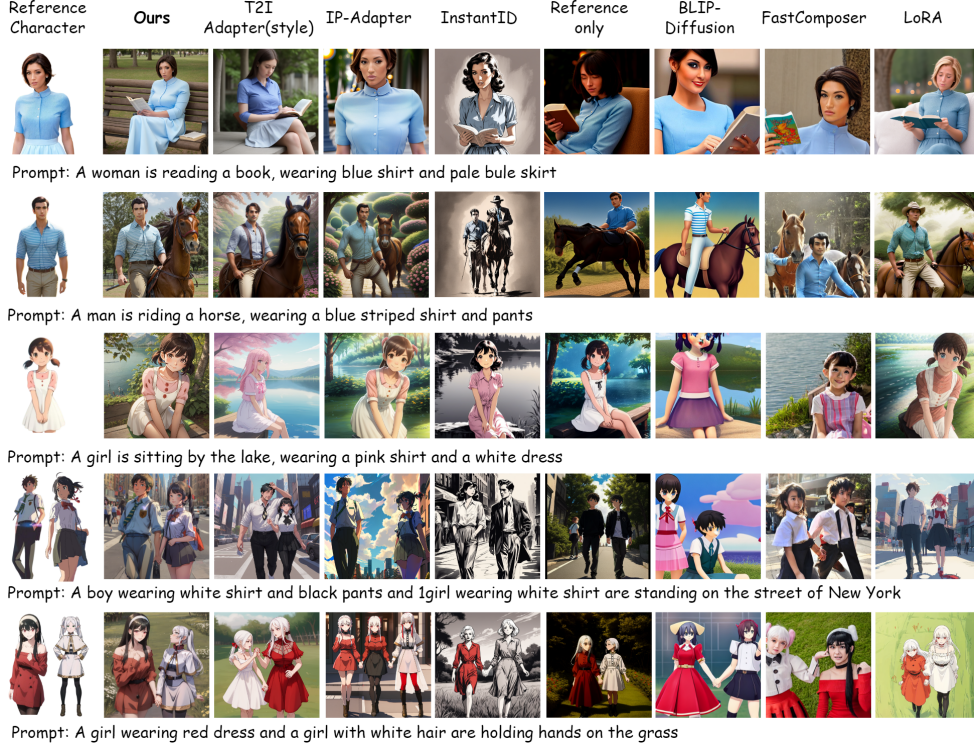 Reference Character
Ours
T2I Adapter(style)
IP-Adapter
InstantID
Reference only
BLIP-Diffusion
FastComposer
LoRA
Prompt: A woman is reading a book, wearing blue shirt and pale bule skirt
Prompt: A man is riding a horse, wearing a blue striped shirt and pants
Prompt: A girl is sitting by the lake, wearing a pink shirt and a white dress
Prompt: A boy wearing white shirt and black pants and 1girl wearing white shirt are standing on the street of New York
Prompt: A girl wearing red dress and a girl with white hair are holding hands on the grass